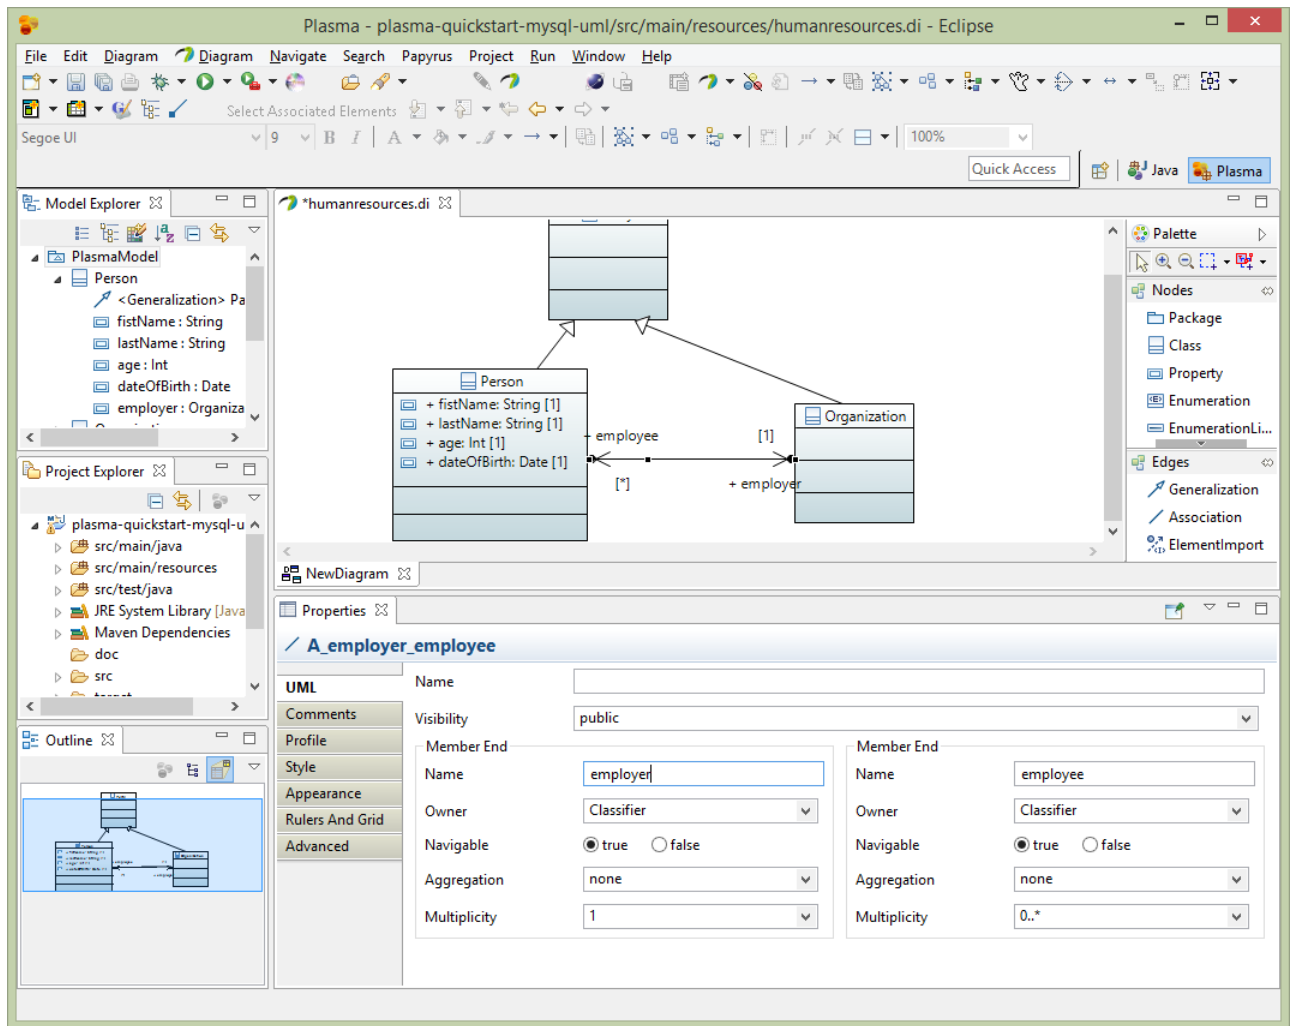 Plasma - plasma-quickstart-mysql-uml/src/main/resources/humanresources.di - Eclipse
File Edit Diagram Diagram Navigate Search Papyrus Project Run Window Help
Select Associated Elements
Segoe UI 9 B I A 100%
Quick Access Java Plasma
Model Explorer
PlasmaModel
Person
<Generalization> Pa
fistName : String
lastName : String
age : Int
dateOfBirth : Date
employer : Organiza
Project Explorer
plasma-quickstart-mysql-u
src/main/java
src/main/resources
src/test/java
JRE System Library [Java
Maven Dependencies
doc
src
target
Outline
*humanresources.di
Person
+ fistName: String [1]
+ lastName: String [1]
+ age: Int [1]
+ dateOfBirth: Date [1]
+ employee
[*]
[1]
+ employer
Organization
NewDiagram
Palette
Nodes
Package
Class
Property
Enumeration
EnumerationLi...
Edges
Generalization
Association
ElementImport
Properties
A_employer_employee
UML
Comments
Profile
Style
Appearance
Rulers And Grid
Advanced
Name
Visibility public
Member End
Name employer
Owner Classifier
Navigable true false
Aggregation none
Multiplicity 1
Member End
Name employee
Owner Classifier
Navigable true false
Aggregation none
Multiplicity 0..*